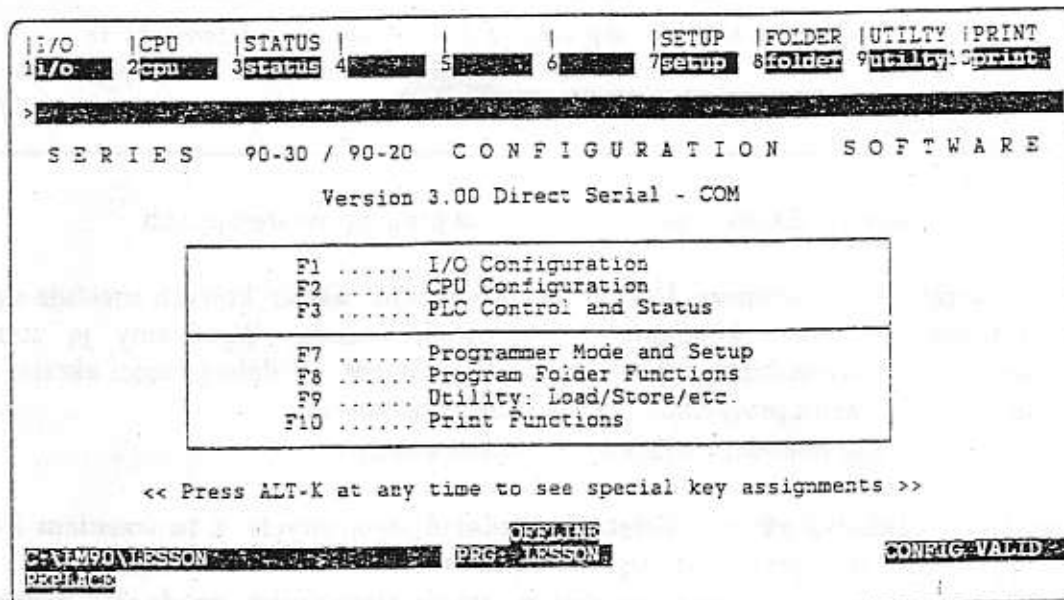 |I/O |CPU |STATUS | | | |SETUP |FOLDER |UTILTY |PRINT
1i/o 2cpu 3status 4 5 6 7setup 8folder 9utilty 10print
>
SERIES 90-30 / 90-20 CONFIGURATION SOFTWARE
Version 3.00 Direct Serial - COM
F1 ...... I/O Configuration
F2 ...... CPU Configuration
F3 ...... PLC Control and Status
F7 ...... Programmer Mode and Setup
F8 ...... Program Folder Functions
F9 ...... Utility: Load/Store/etc
F10 ...... Print Functions
<< Press ALT-K at any time to see special key assignments >>
OFFLINE
C:\LM90\LESSON PRG: LESSON CONFIG VALID
REPLACE